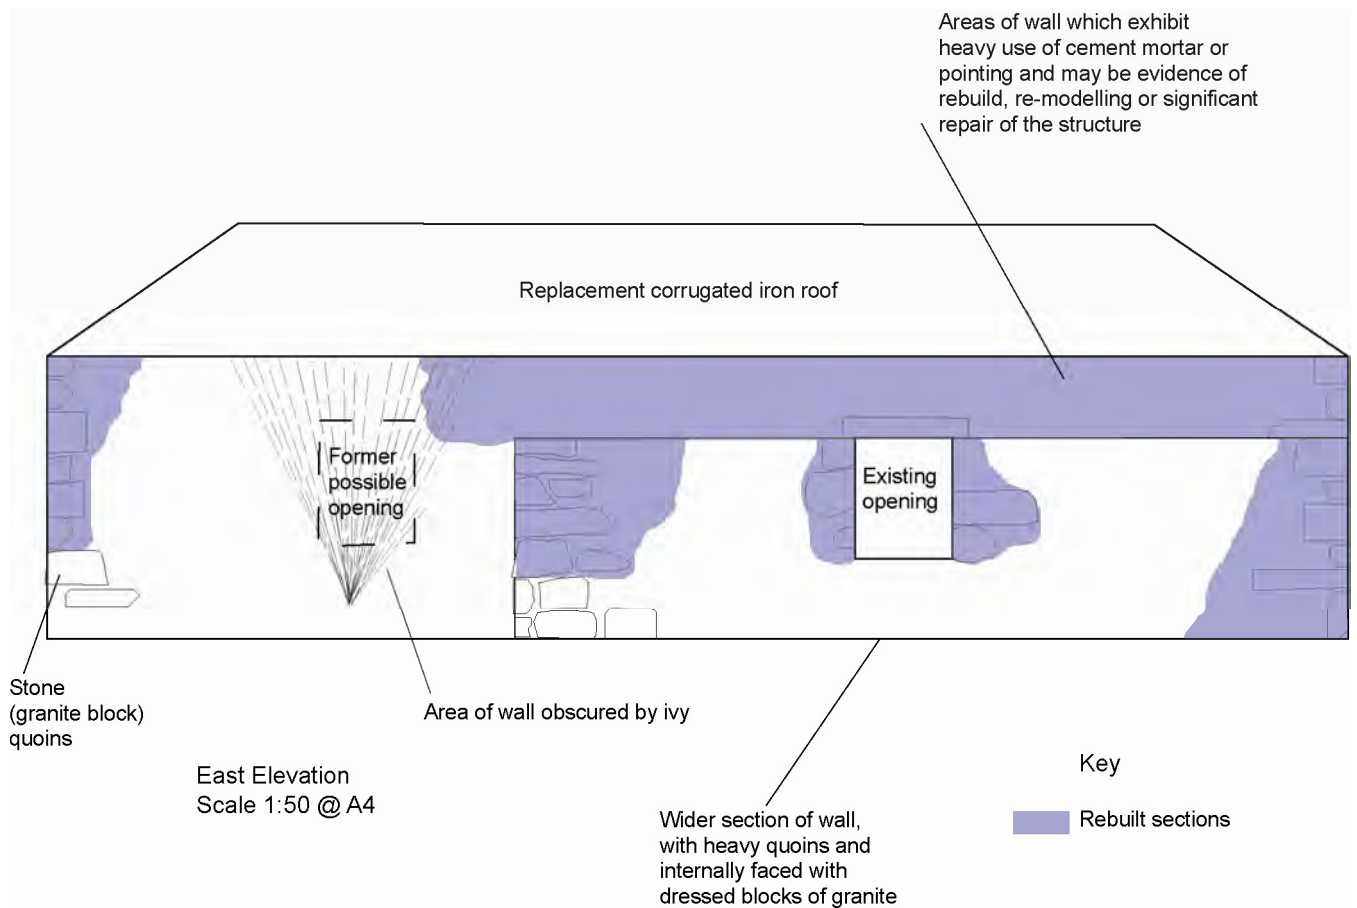 Areas of wall which exhibit
heavy use of cement mortar or
pointing and may be evidence of
rebuild, re-modelling or significant
repair of the structure
Replacement corrugated iron roof
Former
possible
opening
Existing
opening
Stone
(granite block)
quoins
Area of wall obscured by ivy
East Elevation
Scale 1:50 @ A4
Wider section of wall,
with heavy quoins and
internally faced with
dressed blocks of granite
Key
Rebuilt sections